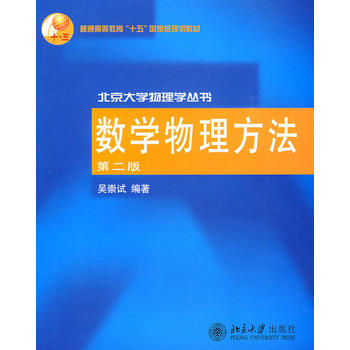 十·五
普通高等教育“十五”国家级规划教材
北京大学物理学丛书
数学物理方法
第二版
吴崇试 编著
北京大学出版社
PEKING UNIVERSITY PRESS